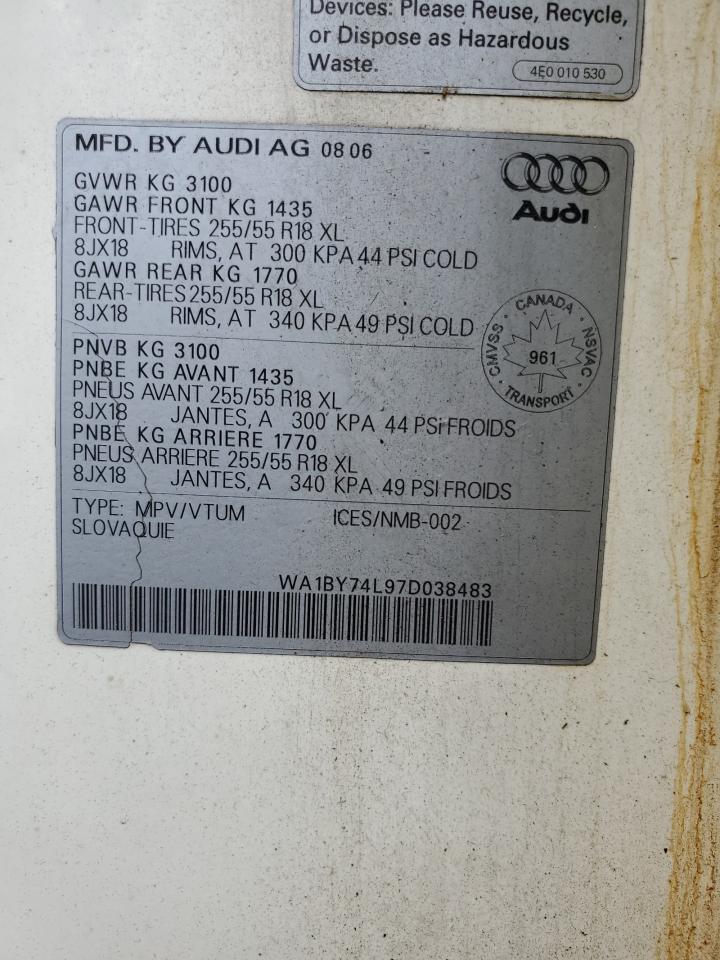 Devices: Please Reuse, Recycle,
or Dispose as Hazardous
Waste.
4E0 010 530
MFD. BY AUDI AG 08 06
Audi
GVWR KG 3100
GAWR FRONT KG 1435
FRONT-TIRES 255/55 R18 XL
8JX18 RIMS, AT 300 KPA 44 PSI COLD
GAWR REAR KG 1770
REAR-TIRES 255/55 R18 XL
8JX18 RIMS, AT 340 KPA 49 PSI COLD
CANADA
CMVSS 961 NSVAC
TRANSPORT
PNVB KG 3100
PNBE KG AVANT 1435
PNEUS AVANT 255/55 R18 XL
8JX18 JANTES, A 300 KPA 44 PSI FROIDS
PNBE KG ARRIERE 1770
PNEUS ARRIERE 255/55 R18 XL
8JX18 JANTES, A 340 KPA 49 PSI FROIDS
TYPE: MPV/VTUM ICES/NMB-002
SLOVAQUIE
WA1BY74L97D038483